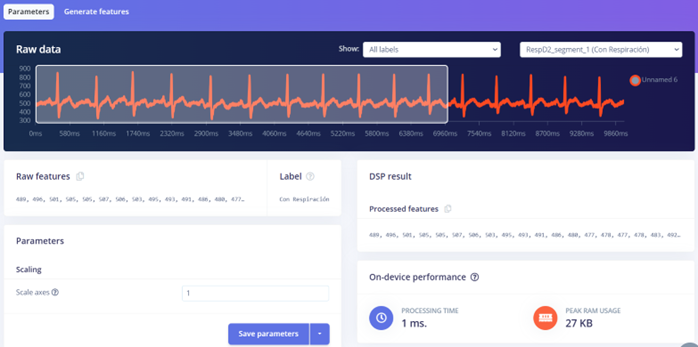 Parameters Generate features
Raw data Show: All labels RespD2_segment_1 (Con Respiración)
900
800
700
600
500
400
300
Unnamed 6
0ms 580ms 1160ms 1740ms 2320ms 2900ms 3480ms 4060ms 4640ms 5220ms 5800ms 6380ms 6960ms 7540ms 8120ms 8700ms 9280ms 9860ms
Raw features Label
489, 496, 501, 505, 505, 507, 506, 503, 495, 493, 491, 486, 480, 477… Con Respiración
DSP result
Processed features
489, 496, 501, 505, 505, 507, 506, 503, 495, 493, 491, 486, 480, 477, 478, 477, 478, 483, 492…
Parameters
Scaling
Scale axes 1
Save parameters
On-device performance
PROCESSING TIME
1 ms.
PEAK RAM USAGE
27 KB